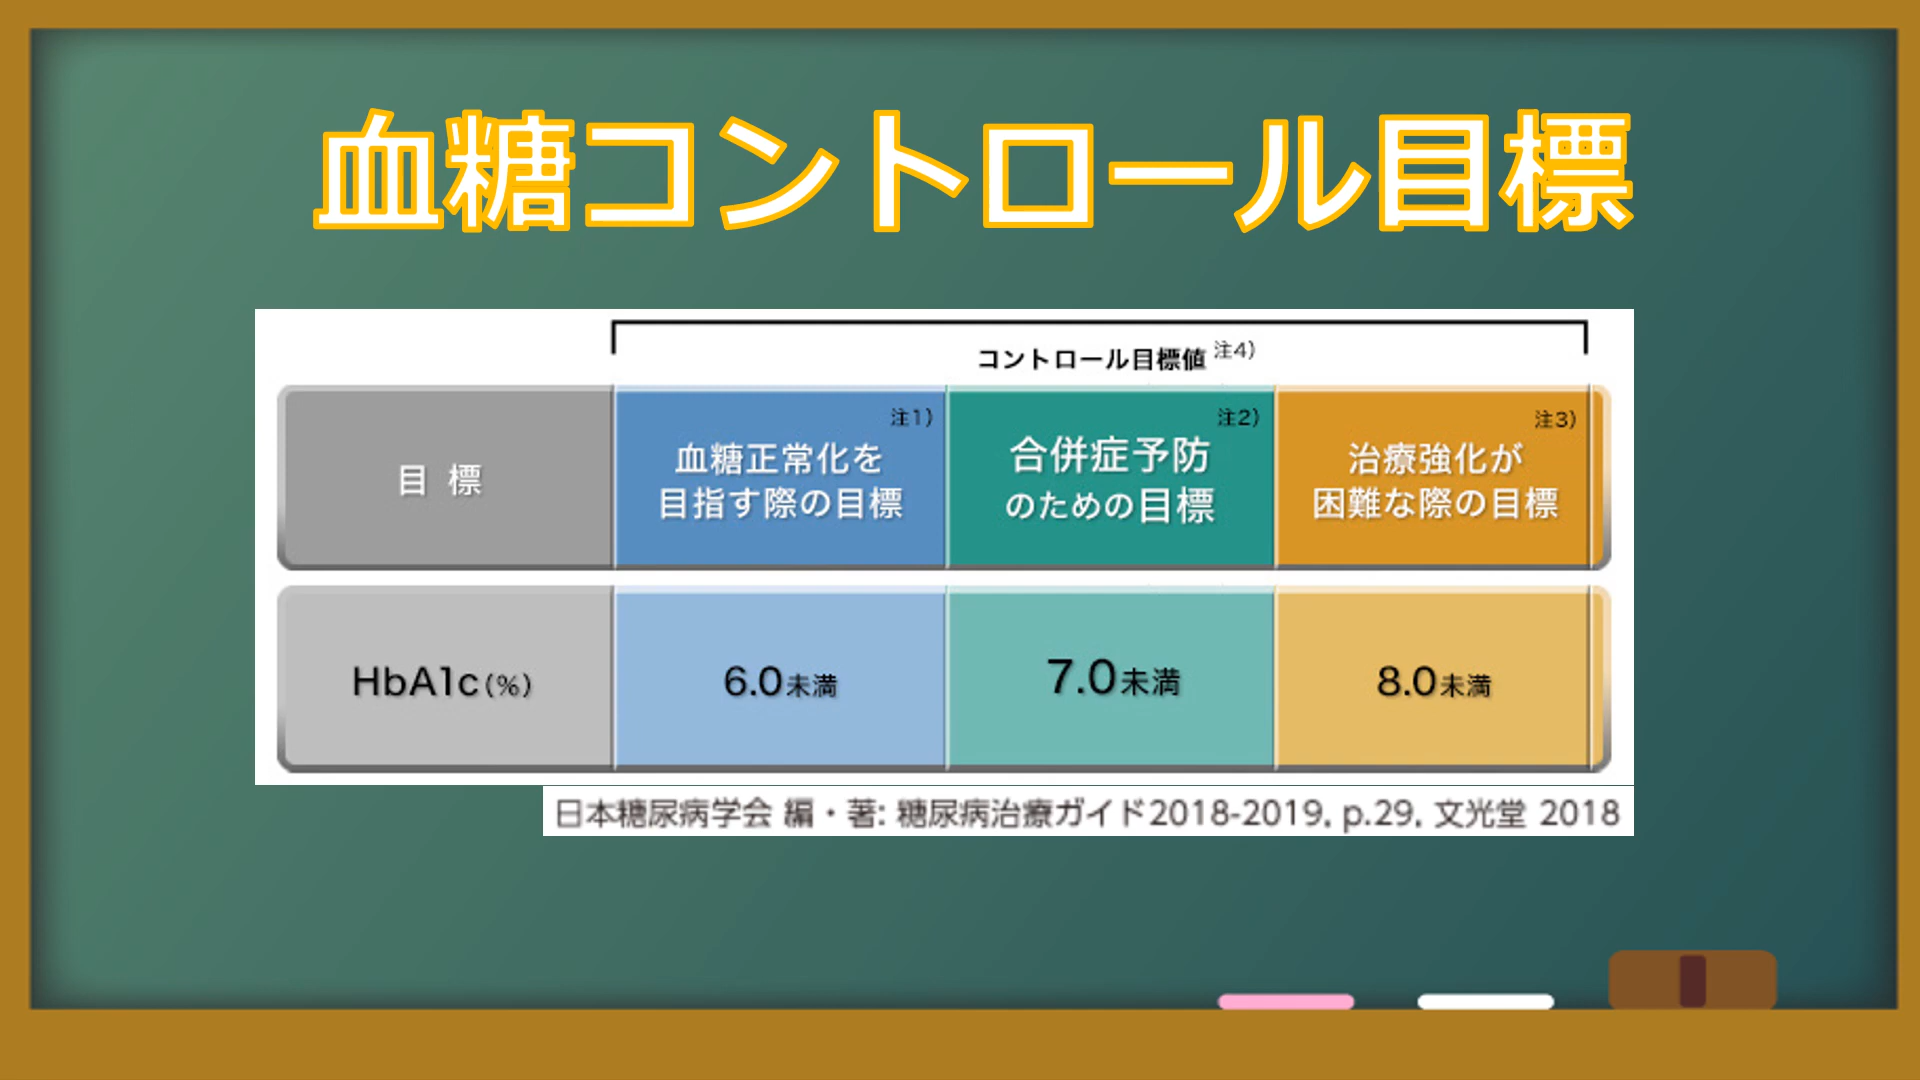 血糖コントロール目標
コントロール目標値 注4)
目 標
注1)
血糖正常化を
目指す際の目標
注2)
合併症予防
のための目標
注3)
治療強化が
困難な際の目標
HbA1c(%)
6.0未満
7.0未満
8.0未満
日本糖尿病学会 編・著: 糖尿病治療ガイド2018-2019, p.29, 文光堂 2018